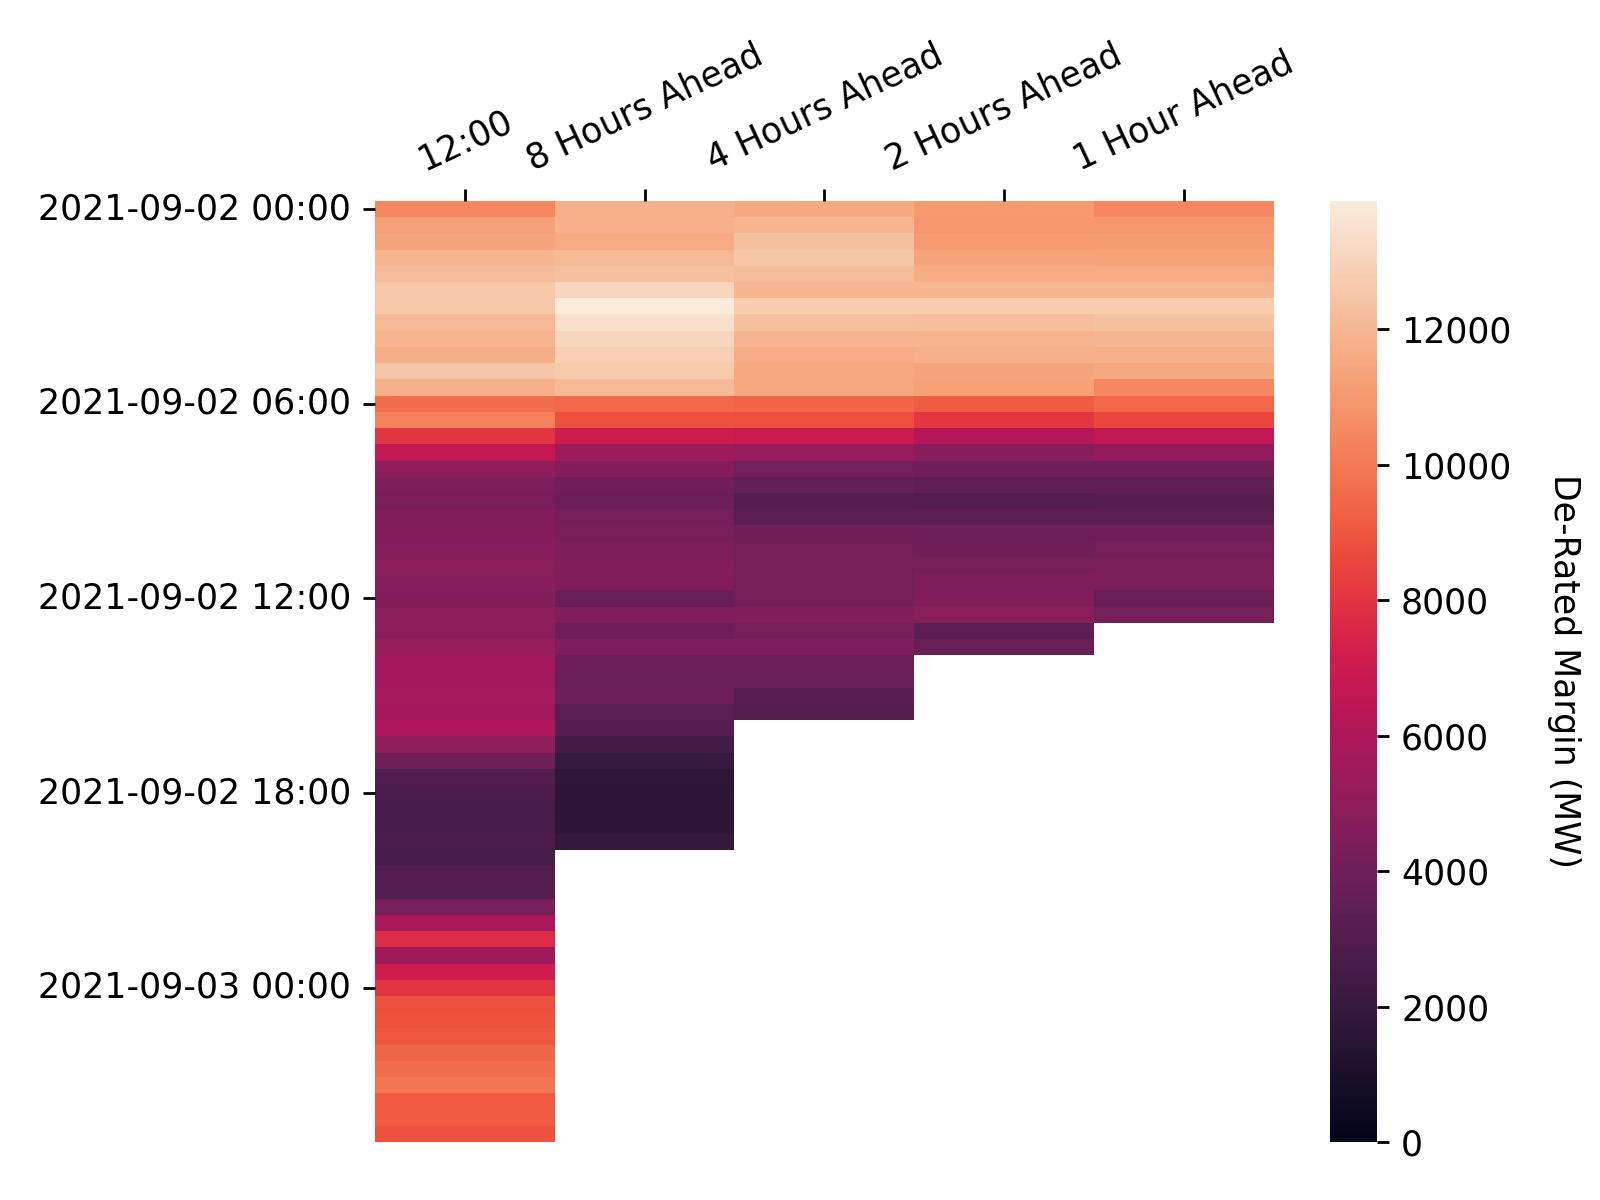 12:00
8 Hours Ahead
4 Hours Ahead
2 Hours Ahead
1 Hour Ahead
2021-09-02 00:00
2021-09-02 06:00
2021-09-02 12:00
2021-09-02 18:00
2021-09-03 00:00
12000
10000
8000
6000
4000
2000
0
De-Rated Margin (MW)